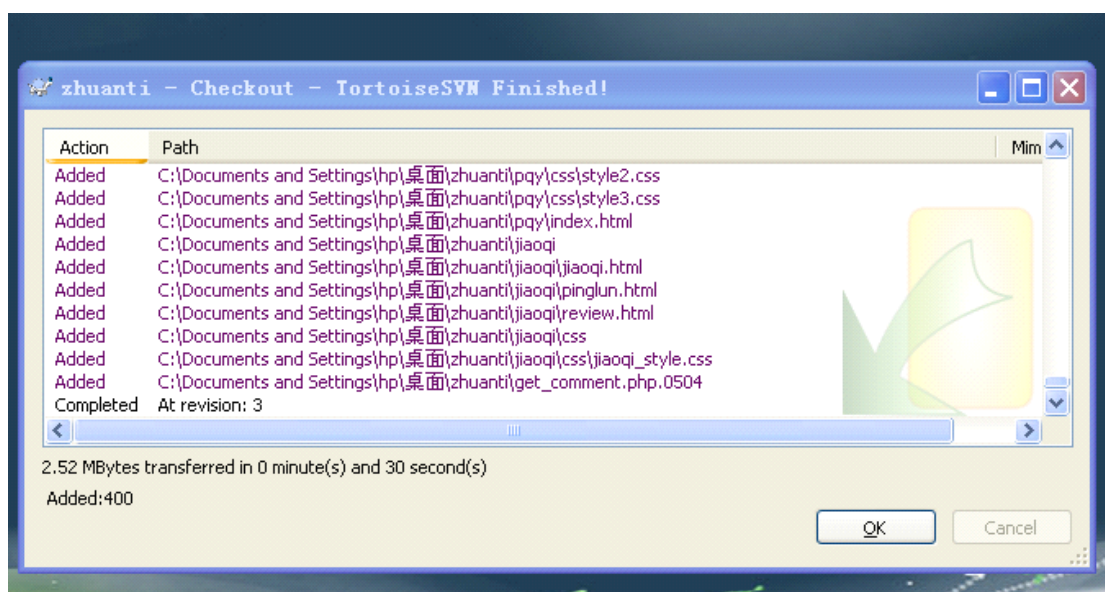 zhuanti - Checkout - TortoiseSVN Finished!
Action Path Mim
Added C:\Documents and Settings\hp\桌面\zhuanti\pqy\css\style2.css
Added C:\Documents and Settings\hp\桌面\zhuanti\pqy\css\style3.css
Added C:\Documents and Settings\hp\桌面\zhuanti\pqy\index.html
Added C:\Documents and Settings\hp\桌面\zhuanti\jiaoqi
Added C:\Documents and Settings\hp\桌面\zhuanti\jiaoqi\jiaoqi.html
Added C:\Documents and Settings\hp\桌面\zhuanti\jiaoqi\pinglun.html
Added C:\Documents and Settings\hp\桌面\zhuanti\jiaoqi\review.html
Added C:\Documents and Settings\hp\桌面\zhuanti\jiaoqi\css
Added C:\Documents and Settings\hp\桌面\zhuanti\jiaoqi\css\jiaoqi_style.css
Added C:\Documents and Settings\hp\桌面\zhuanti\get_comment.php.0504
Completed At revision: 3
2.52 MBytes transferred in 0 minute(s) and 30 second(s)
Added:400
OK Cancel